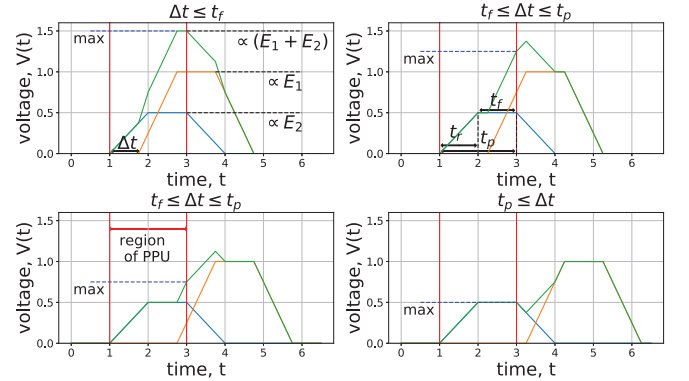 Δt ≤ t_f
voltage, V(t)
1.5
1.0
0.5
0.0
max
∝ (E₁ + E₂)
∝ E₁
∝ E₂
Δt
0 1 2 3 4 5 6
time, t
t_f ≤ Δt ≤ t_p
voltage, V(t)
1.5
1.0
0.5
0.0
max
t_f
t_f
t_p
0 1 2 3 4 5 6
time, t
t_f ≤ Δt ≤ t_p
voltage, V(t)
1.5
1.0
0.5
0.0
region
of PPU
max
0 1 2 3 4 5 6
time, t
t_p ≤ Δt
voltage, V(t)
1.5
1.0
0.5
0.0
max
0 1 2 3 4 5 6
time, t